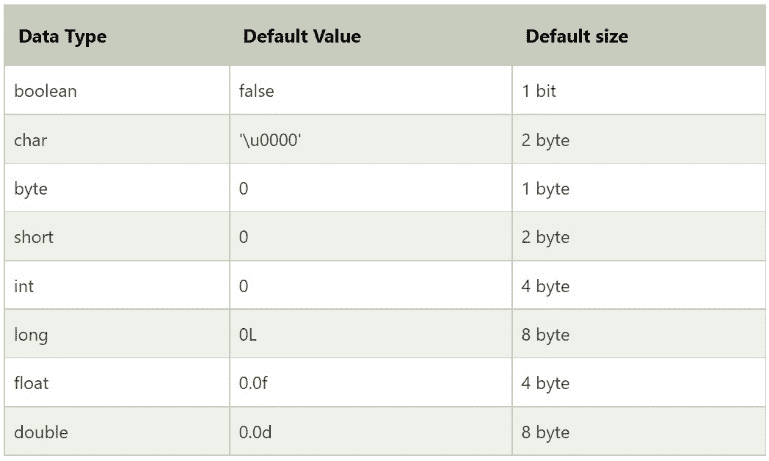 Data Type Default Value Default size
boolean false 1 bit
char '\u0000' 2 byte
byte 0 1 byte
short 0 2 byte
int 0 4 byte
long 0L 8 byte
float 0.0f 4 byte
double 0.0d 8 byte